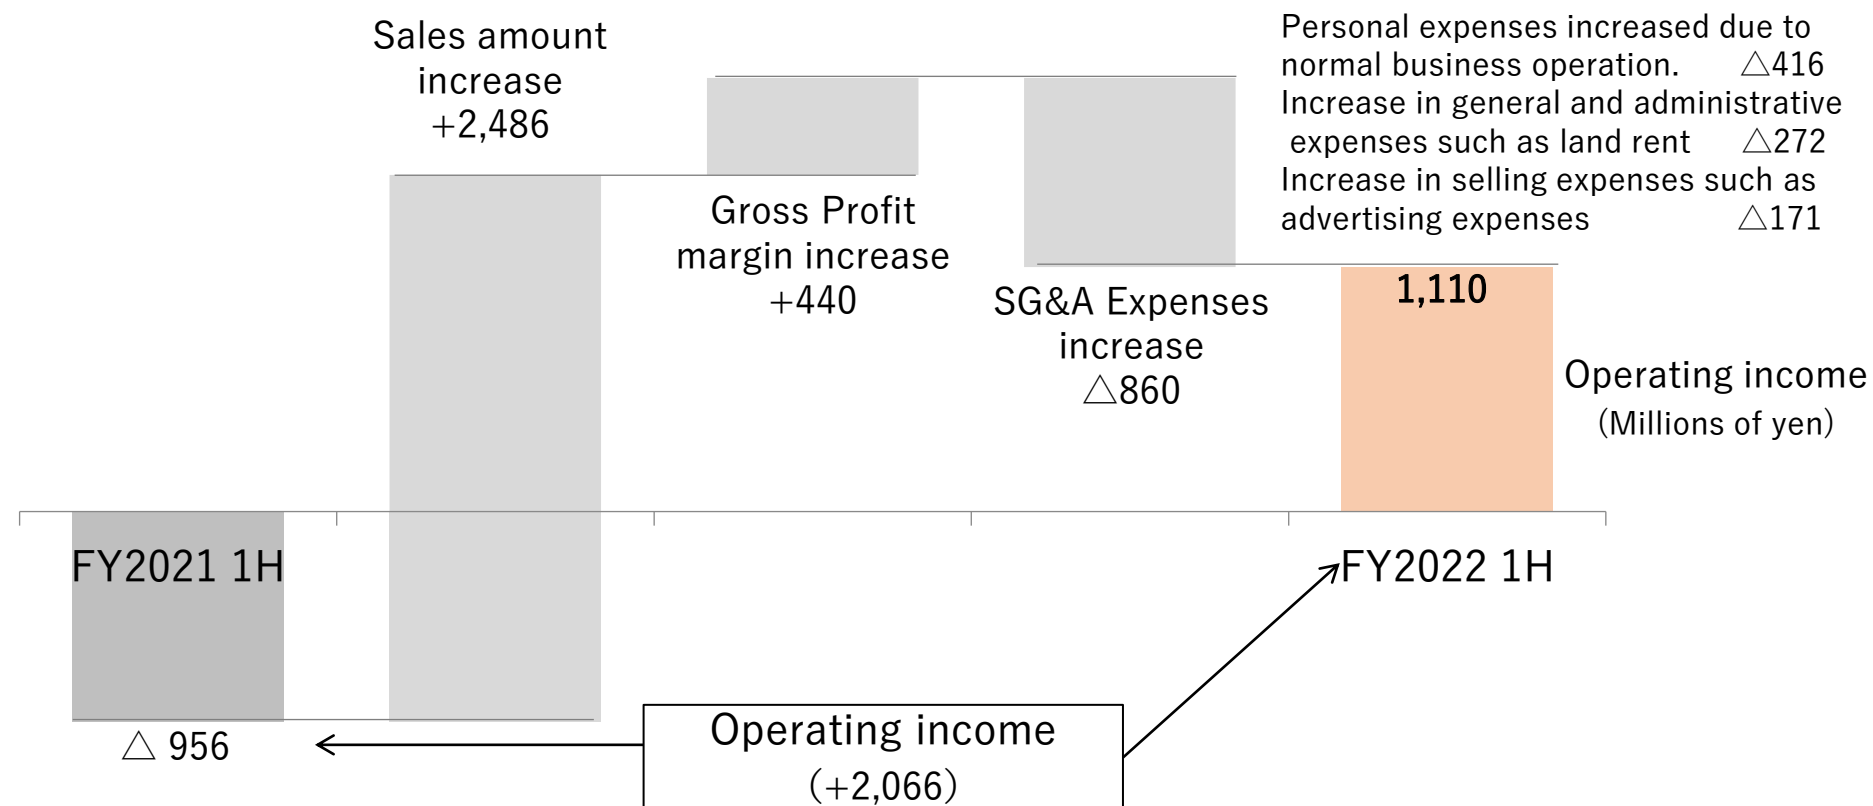 Sales amount
increase
+2,486
Gross Profit
margin increase
+440
SG&A Expenses
increase
△860
Personal expenses increased due to
normal business operation. △416
Increase in general and administrative
expenses such as land rent △272
Increase in selling expenses such as
advertising expenses △171
1,110
Operating income
(Millions of yen)
FY2021 1H
FY2022 1H
△ 956
Operating income
(+2,066)